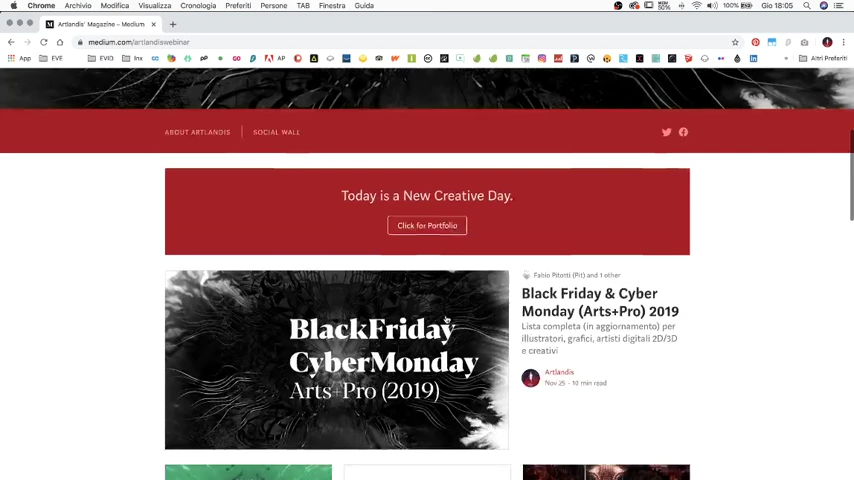 Chrome Archivio Modifica Visualizza Cronologia Preferiti Persone TAB Finestra Guida 100% Gio 18:05
Artlandis' Magazine – Medium
medium.com/artlandiswebinar
App EVE EVIO Inx AP Altri Preferiti
ABOUT ARTLANDIS SOCIAL WALL
Today is a New Creative Day.
Click for Portfolio
BlackFriday
CyberMonday
Arts+Pro (2019)
Fabio Pitotti (Pit) and 1 other
Black Friday & Cyber
Monday (Arts+Pro) 2019
Lista completa (in aggiornamento) per
illustratori, grafici, artisti digitali 2D/3D
e creativi
Artlandis
Nov 25 · 10 min read